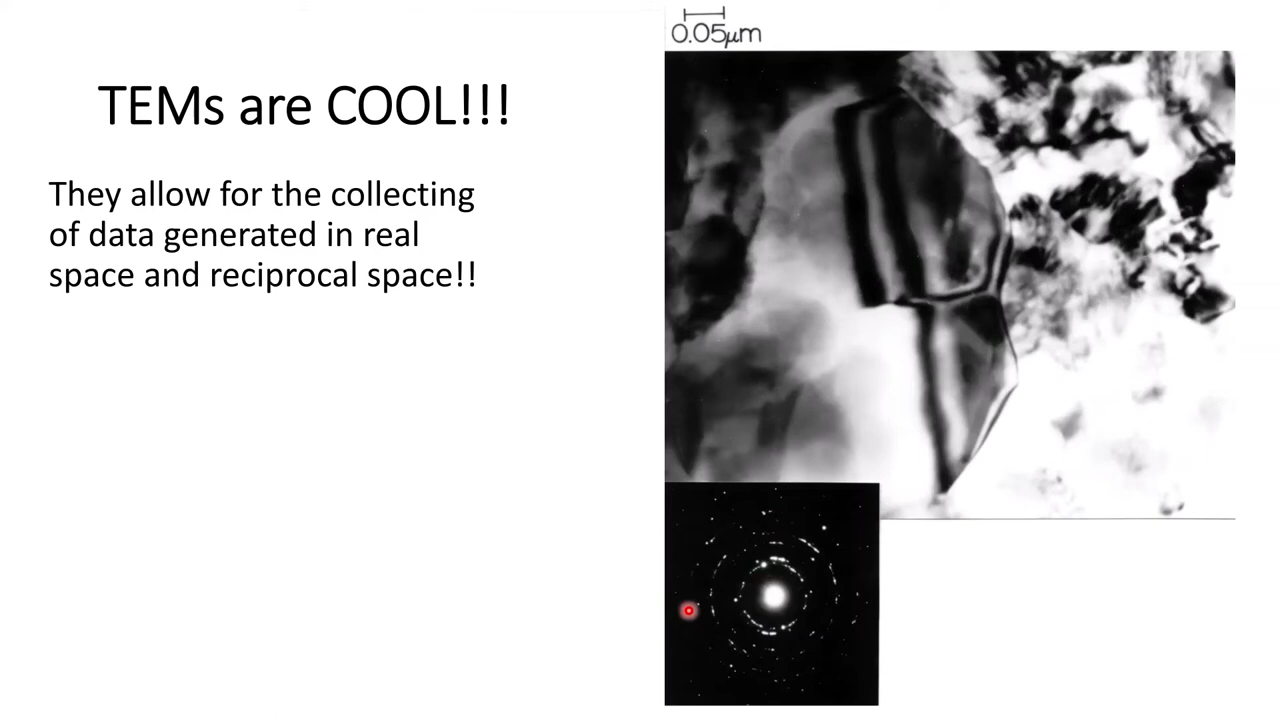 0.05μm
TEMs are COOL!!!
They allow for the collecting
of data generated in real
space and reciprocal space!!